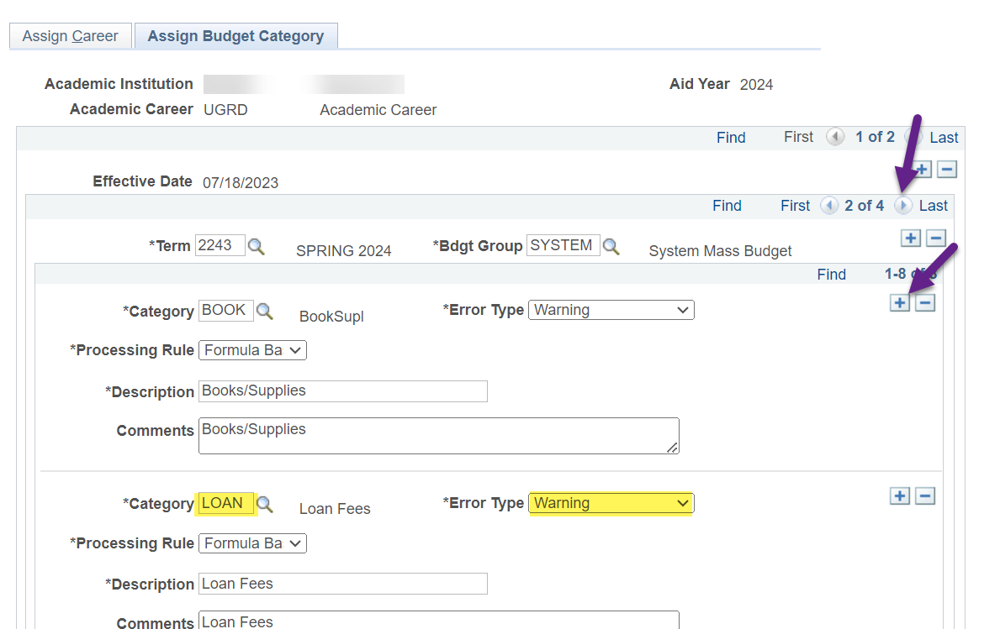 Assign Career Assign Budget Category
Academic Institution Aid Year 2024
Academic Career UGRD Academic Career
Find First 1 of 2 Last
Effective Date 07/18/2023
Find First 2 of 4 Last
*Term 2243 SPRING 2024 *Bdgt Group SYSTEM System Mass Budget
Find 1-8 of 8
*Category BOOK BookSupl *Error Type Warning
*Processing Rule Formula Ba
*Description Books/Supplies
Comments Books/Supplies
*Category LOAN Loan Fees *Error Type Warning
*Processing Rule Formula Ba
*Description Loan Fees
Comments Loan Fees